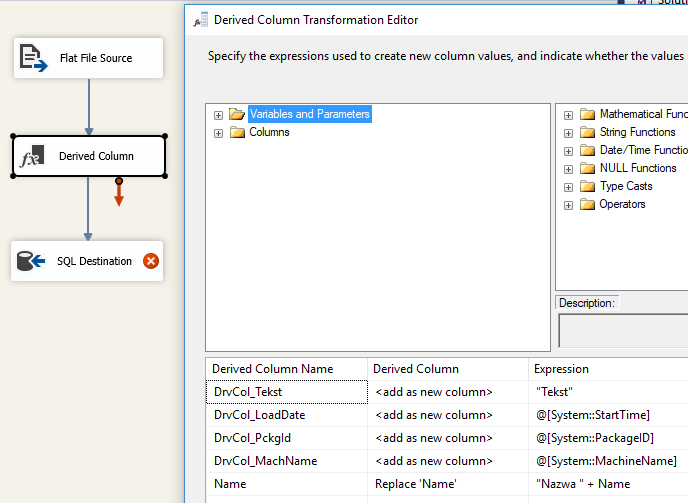 Derived Column Transformation Editor
Specify the expressions used to create new column values, and indicate whether the values
Flat File Source
Derived Column
SQL Destination
Variables and Parameters
Columns
Mathematical Func
String Functions
Date/Time Functio
NULL Functions
Type Casts
Operators
Description:
Derived Column Name Derived Column Expression
DrvCol_Tekst <add as new column> "Tekst"
DrvCol_LoadDate <add as new column> @[System::StartTime]
DrvCol_PckgId <add as new column> @[System::PackageID]
DrvCol_MachName <add as new column> @[System::MachineName]
Name Replace 'Name' "Nazwa " + Name